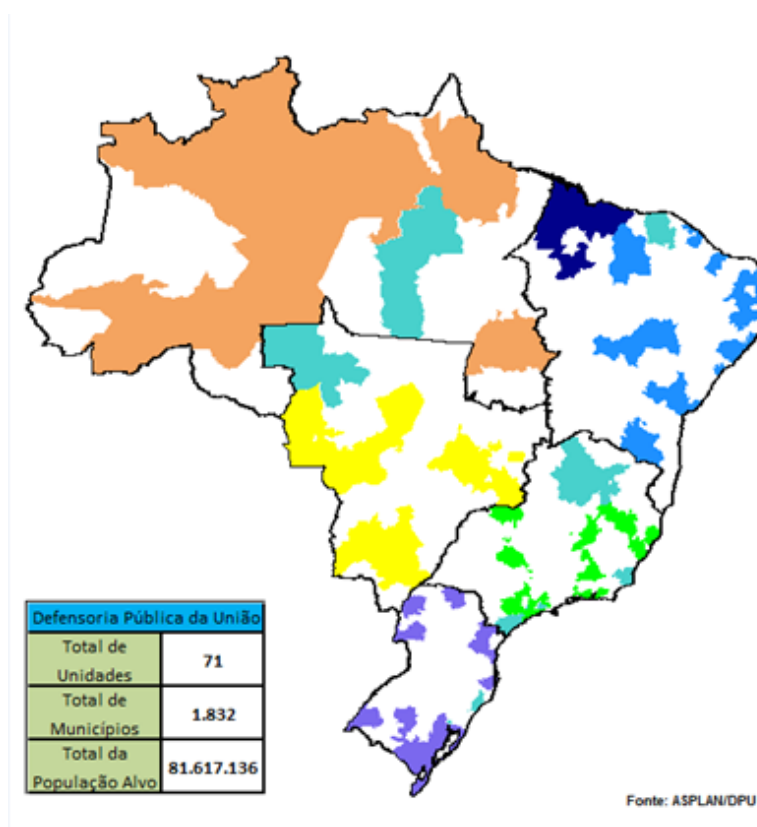 Defensoria Pública da União
Total de
Unidades
71
Total de
Municípios
1.832
Total da
População Alvo
81.617.136
Fonte: ASPLAN/DPU